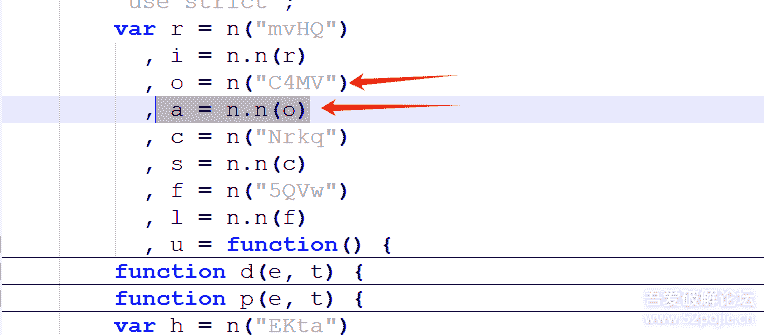 "use strict";
var r = n("mvHQ")
, i = n.n(r)
, o = n("C4MV")
, a = n.n(o)
, c = n("Nrkq")
, s = n.n(c)
, f = n("5QVw")
, l = n.n(f)
, u = function() {
function d(e, t) {
function p(e, t) {
var h = n("EKta")
吾爱破解论坛
www.52pojie.cn